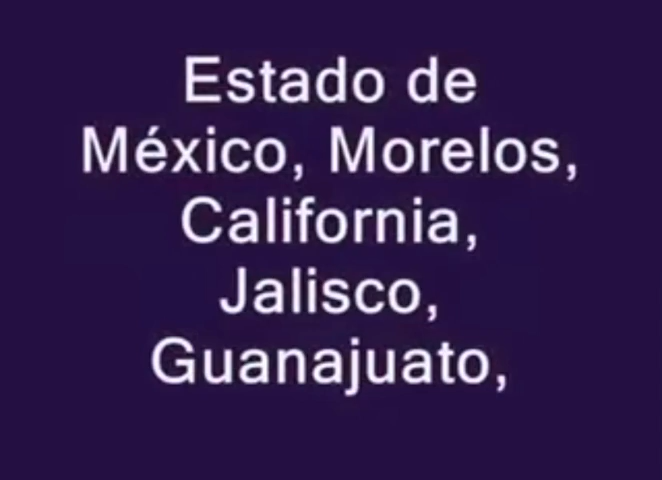 Estado de
México, Morelos,
California,
Jalisco,
Guanajuato,